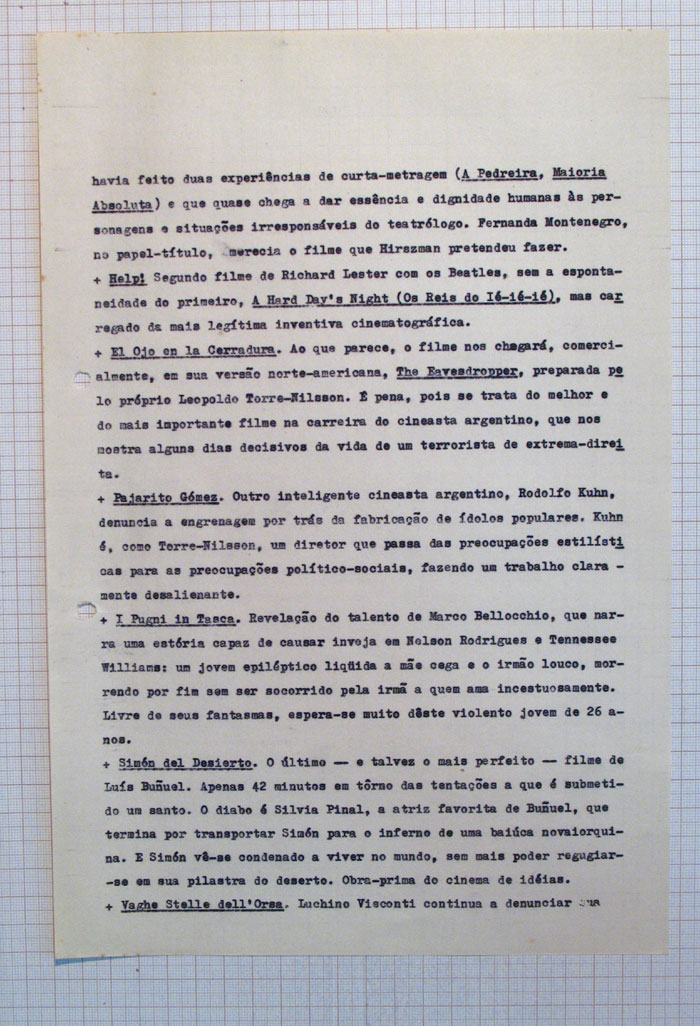 havia feito duas experiências de curta-metragem (A Pedreira, Maioria
Absoluta) e que quase chega a dar essência e dignidade humanas às per-
sonagens e situações irresponsáveis do teatrólogo. Fernanda Montenegro,
no papel-título, merecia o filme que Hirszman pretendeu fazer.
+ Help! Segundo filme de Richard Lester com os Beatles, sem a esponta-
neidade do primeiro, A Hard Day's Night (Os Reis do I6-16-16), mas car
regado da mais legítima inventiva cinematográfica.
+ El Ojo en la Cerradura. Ao que parece, o filme nos chegará, comerci-
almente, em sua versão norte-americana, The Eavesdropper, preparada pe
lo próprio Leopoldo Torre-Nilsson. É pena, pois se trata do melhor e
do mais importante filme na carreira do cineasta argentino, que nos
mostra alguns dias decisivos da vida de um terrorista de extrema-direi
ta.
+ Pajarito Gómez. Outro inteligente cineasta argentino, Rodolfo Kuhn,
denuncia a engrenagem por trás da fabricação de ídolos populares. Kuhn
é, como Torre-Nilsson, um diretor que passa das preocupações estilísti
cas para as preocupações político-sociais, fazendo um trabalho clara -
mente desalienante.
+ I Pugni in Tasca. Revelação do talento de Marco Bellocchio, que nar-
ra uma estória capaz de causar inveja em Nelson Rodrigues e Tennessee
Williams: um jovem epiléptico liqüida a mãe cega e o irmão louco, mor-
rendo por fim sem ser socorrido pela irmã a quem ama incestuosamente.
Livre de seus fantasmas, espera-se muito dêste violento jovem de 26 a-
nos.
+ Simón del Desierto. O último — e talvez o mais perfeito — filme de
Luís Buñuel. Apenas 42 minutos em tôrno das tentações a que é submeti-
do um santo. O diabo é Silvia Pinal, a atriz favorita de Buñuel, que
termina por transportar Simón para o inferno de uma baiúca novaiorqui-
na. E Simón vê-se condenado a viver no mundo, sem mais poder regugiar-
-se em sua pilastra do deserto. Obra-prima do cinema de idéias.
+ Vaghe Stelle dell'Orsa. Luchino Visconti continua a denunciar sua